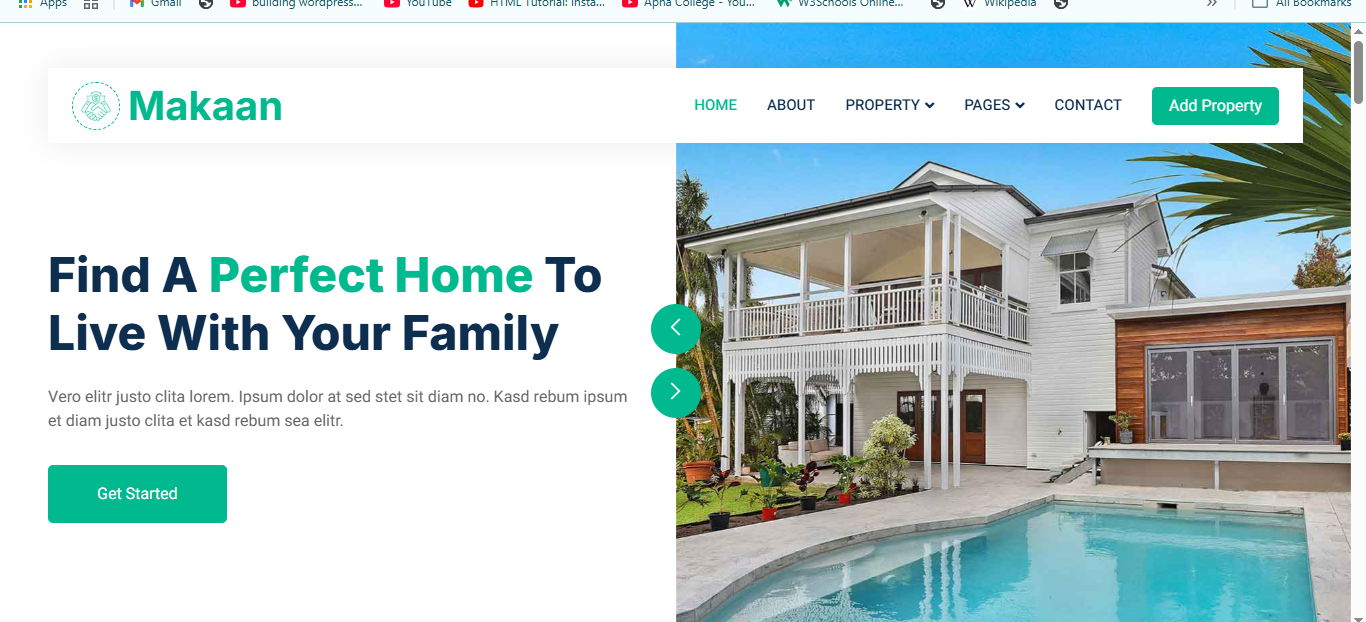 Apps
Gmail
building wordpress...
YouTube
HTML Tutorial: Insta...
Apna College - You...
W3Schools Online...
Wikipedia
All Bookmarks
Makaan
HOME
ABOUT
PROPERTY
PAGES
CONTACT
Add Property
Find A Perfect Home To
Live With Your Family
Vero elitr justo clita lorem. Ipsum dolor at sed stet sit diam no. Kasd rebum ipsum
et diam justo clita et kasd rebum sea elitr.
Get Started